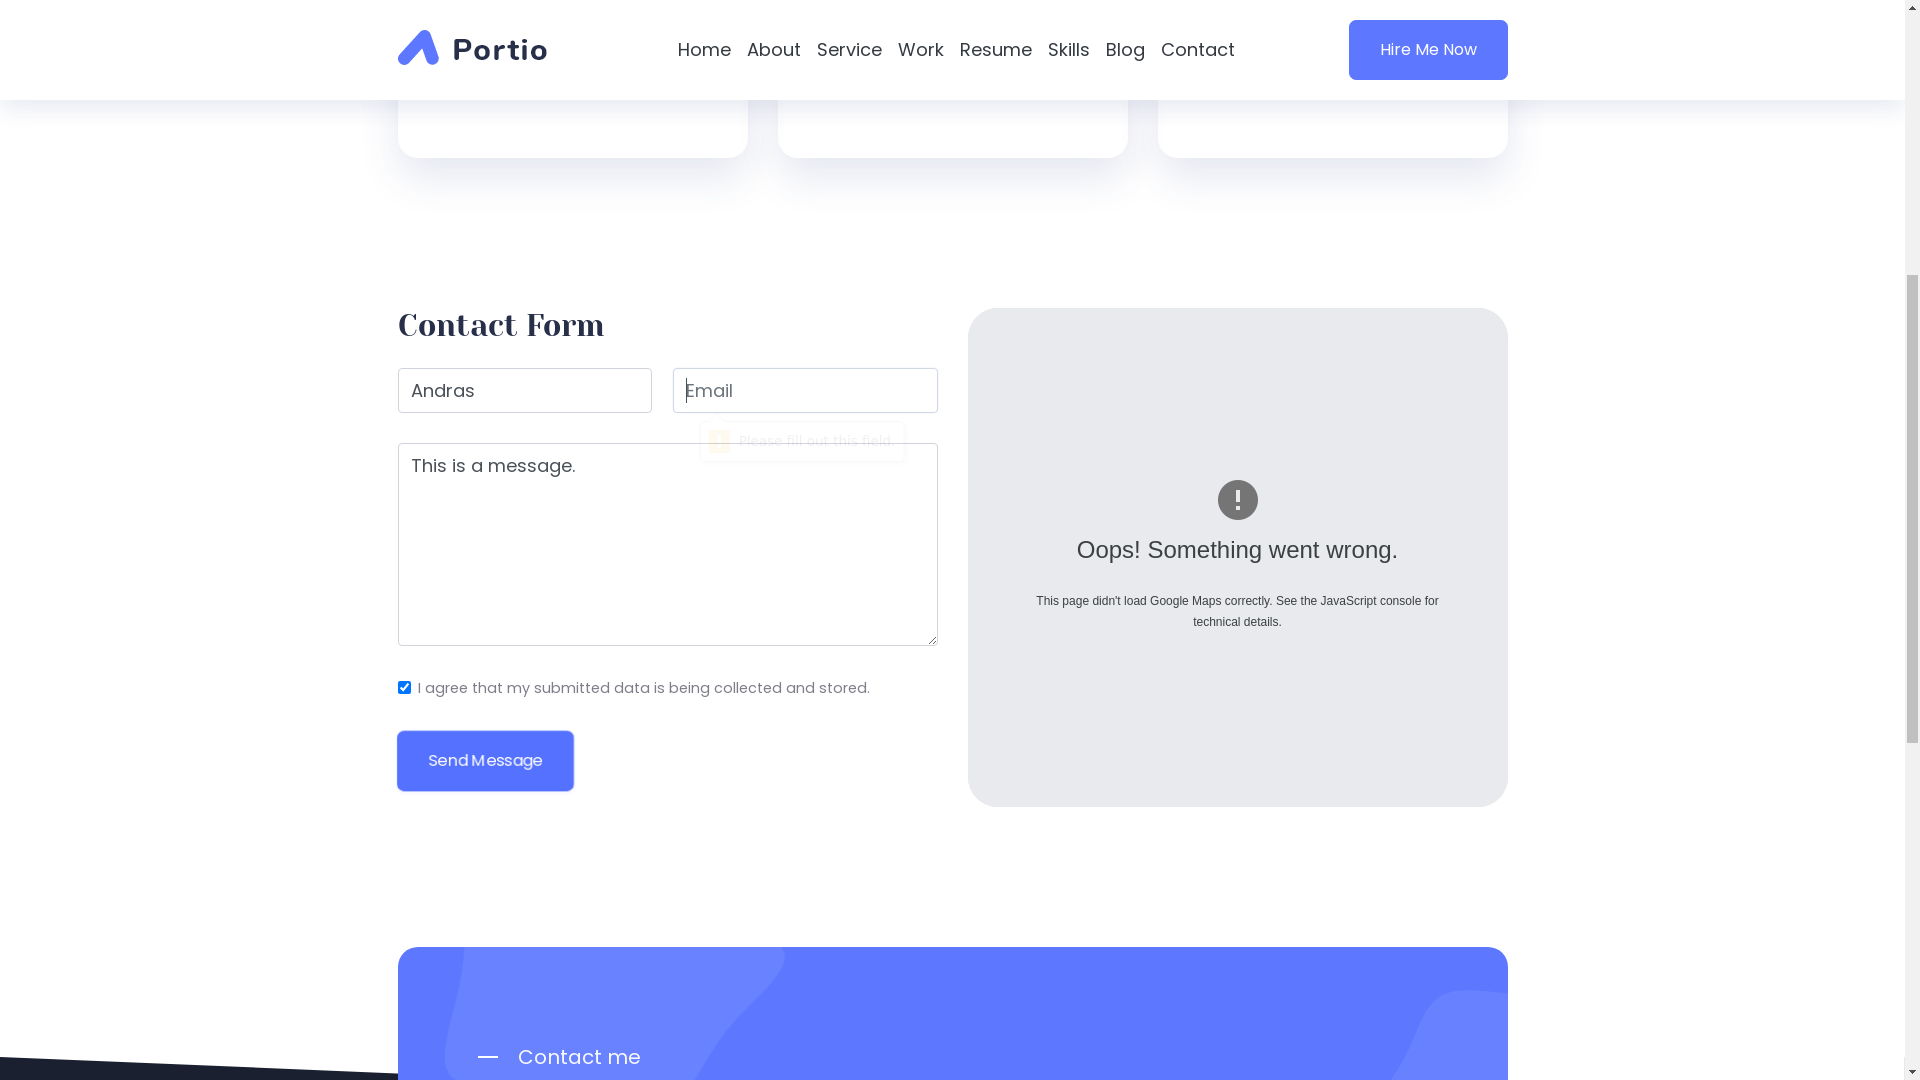 Portio
Home About Service Work Resume Skills Blog Contact
Hire Me Now
Contact Form
Andras
Email
Please fill out this field.
This is a message.
I agree that my submitted data is being collected and stored.
Send Message
Oops! Something went wrong.
This page didn't load Google Maps correctly. See the JavaScript console for
technical details.
Contact me